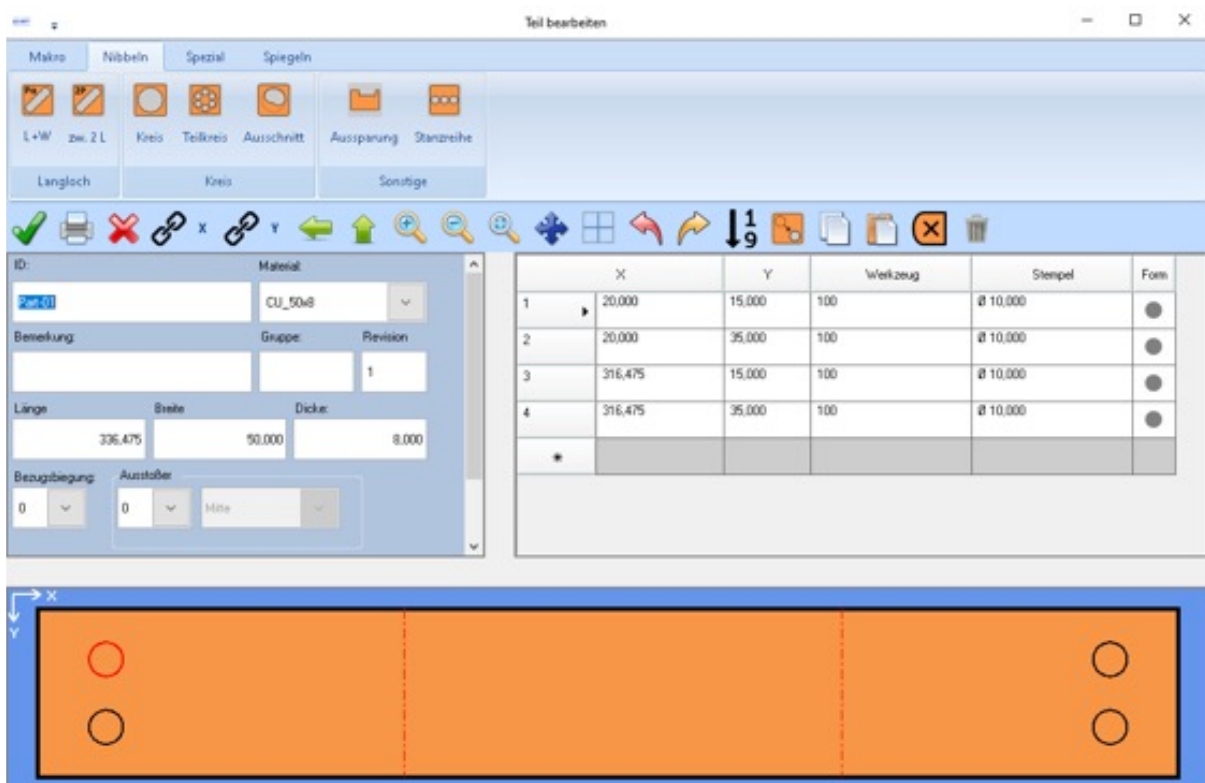 Teil bearbeiten
Makro Nibbeln Spezial Spiegeln
L+W zw. 2 L Kreis Teilkreis Ausschnitt Aussparung Stanzreihe
Langloch Kreis Sonstige
X Y 1 9
ID: Material:
Part-01 CU_50x8
Bemerkung: Gruppe: Revision
1
Länge Breite Dicke:
336,475 50,000 8,000
Bezugsbiegung: Ausstoßer
0 0 Mitte
X Y Werkzeug Stempel Form
1 20,000 15,000 100 Ø 10,000
2 20,000 35,000 100 Ø 10,000
3 316,475 15,000 100 Ø 10,000
4 316,475 35,000 100 Ø 10,000
*
X
Y